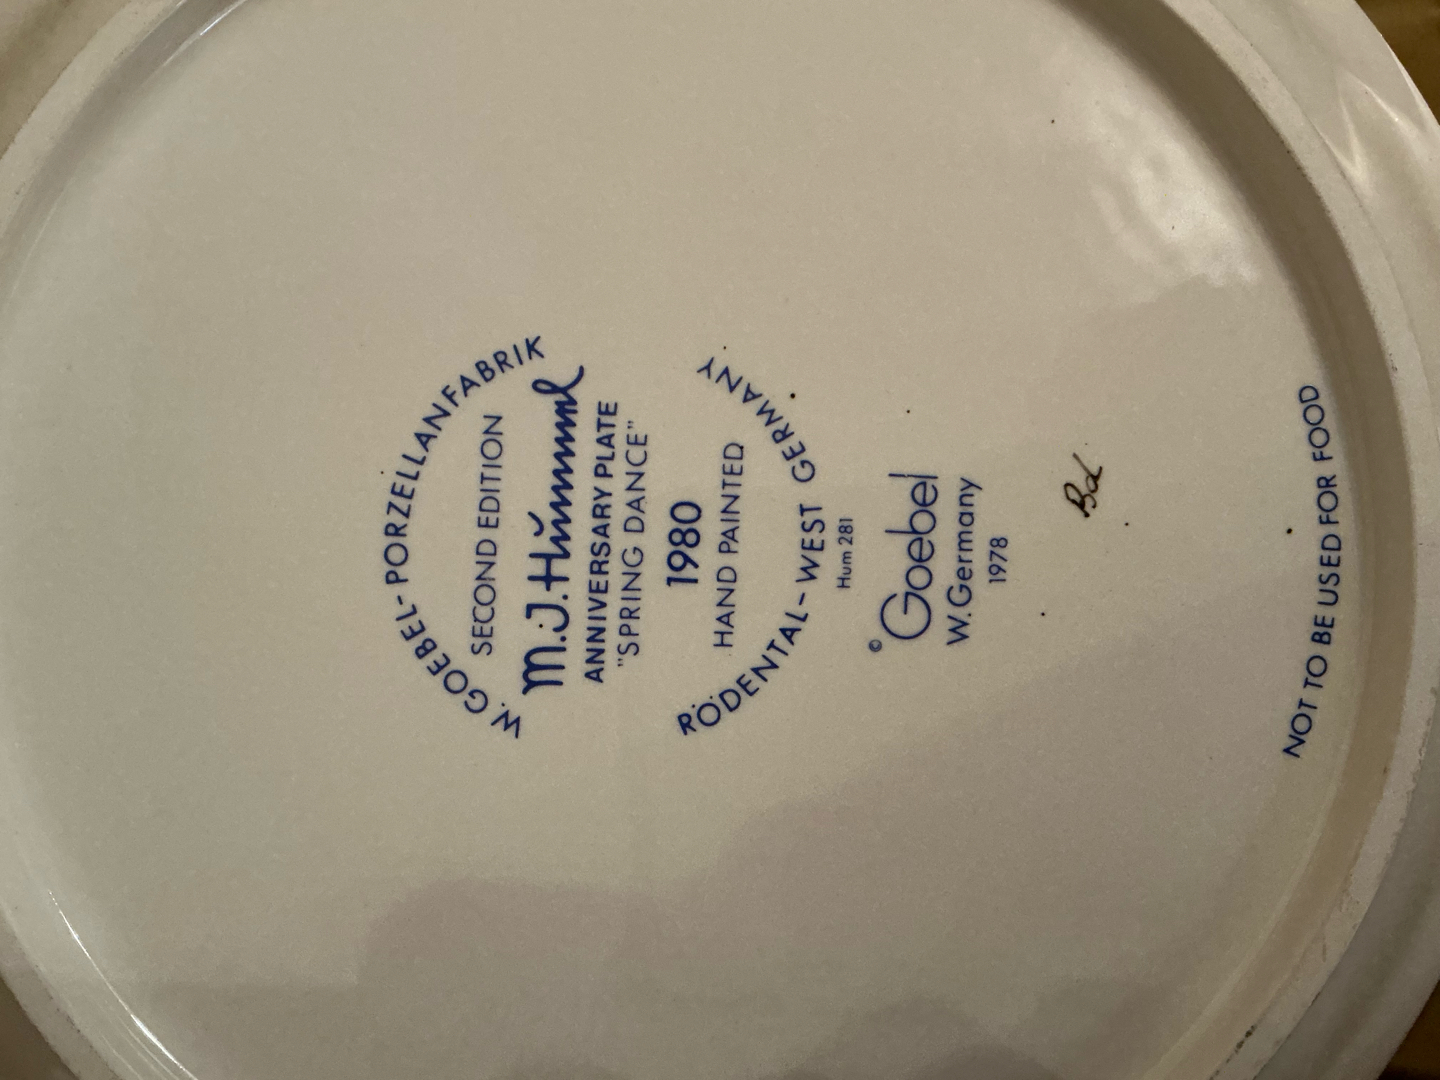 W. GOEBEL-PORZELLANFABRIK
SECOND EDITION
M.J. Hümmel
ANNIVERSARY PLATE
"SPRING DANCE"
1980
HAND PAINTED
RÖDENTAL-WEST GERMANY
Hum 281
© Goebel
W.Germany
1978
NOT TO BE USED FOR FOOD